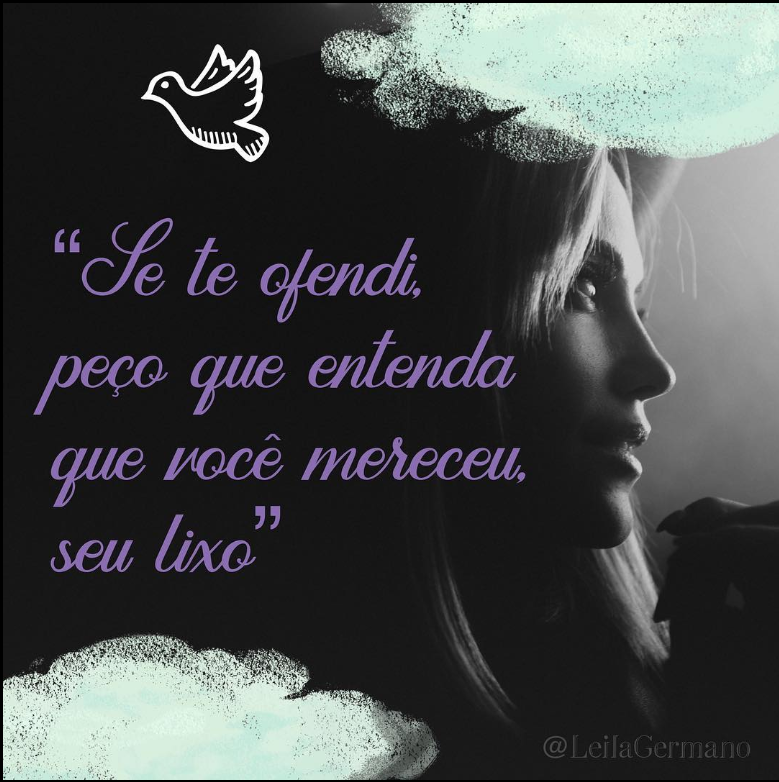 “Se te ofendi,
peço que entenda
que você mereceu,
seu lixo”
@LeilaGermano